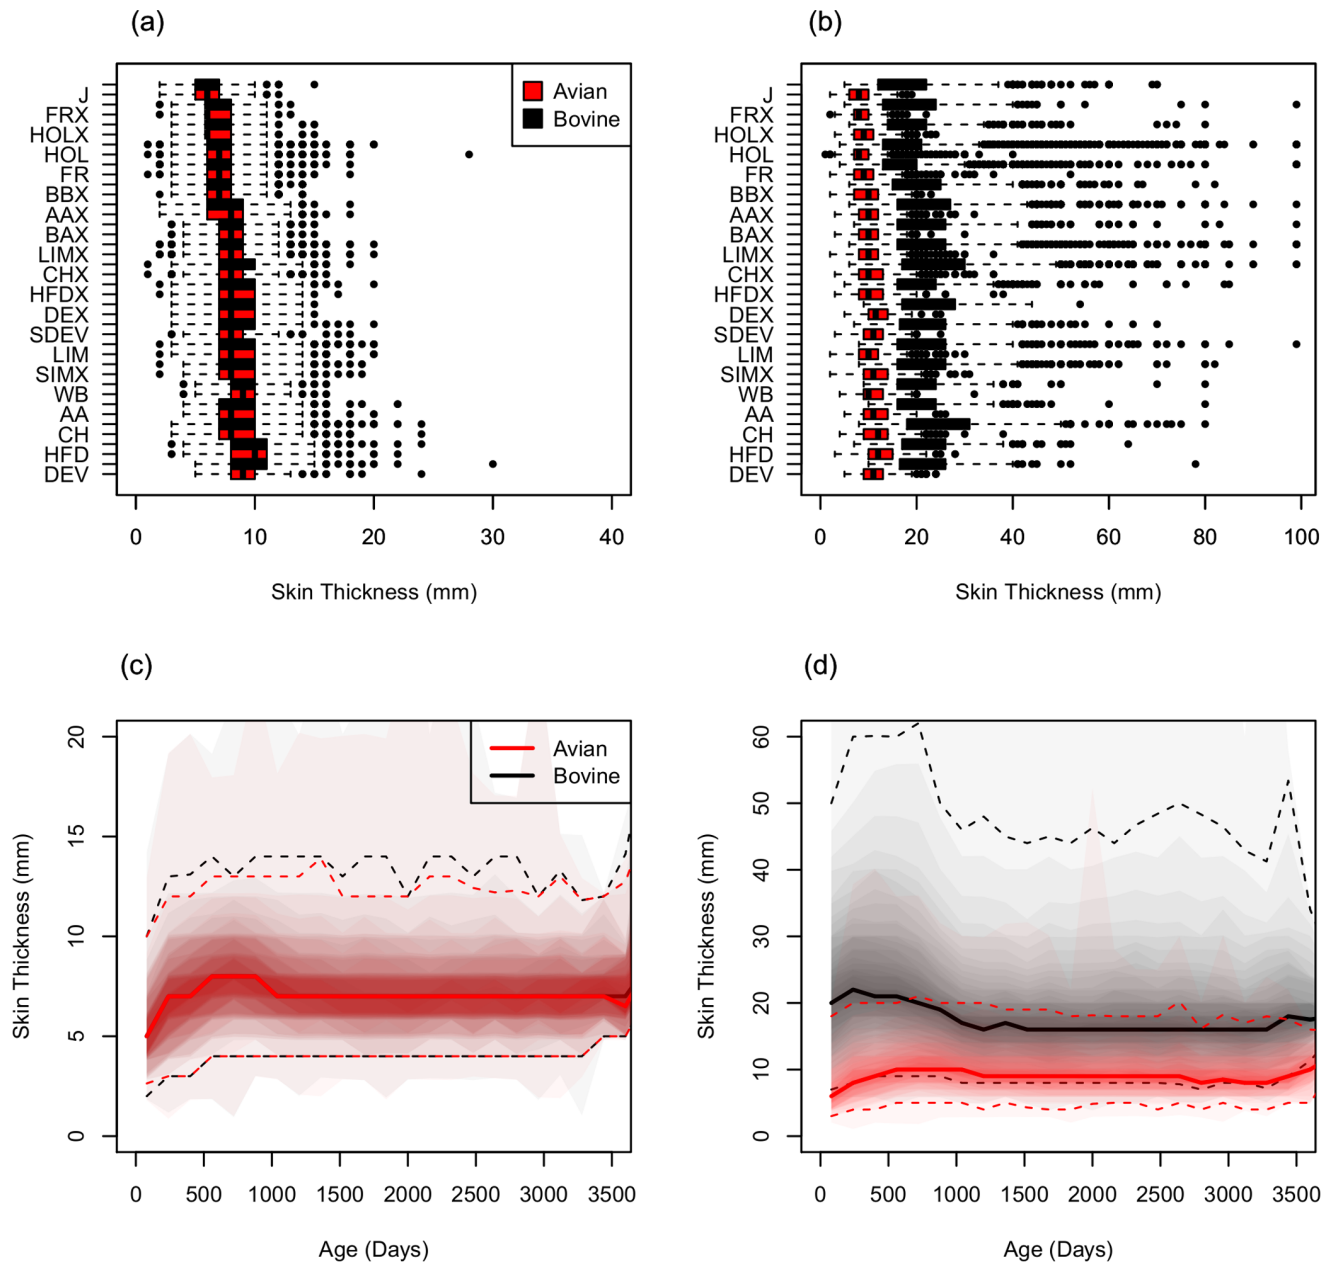 (a)
Avian
Bovine
J
FRX
HOLX
HOL
FR
BBX
AAX
BAX
LIMX
CHX
HFDX
DEX
SDEV
LIM
SIMX
WB
AA
CH
HFD
DEV
0 10 20 30 40
Skin Thickness (mm)
(b)
J
FRX
HOLX
HOL
FR
BBX
AAX
BAX
LIMX
CHX
HFDX
DEX
SDEV
LIM
SIMX
WB
AA
CH
HFD
DEV
0 20 40 60 80 100
Skin Thickness (mm)
(c)
Avian
Bovine
20
15
10
5
0
Skin Thickness (mm)
0 500 1000 1500 2000 2500 3000 3500
Age (Days)
(d)
60
50
40
30
20
10
0
Skin Thickness (mm)
0 500 1000 1500 2000 2500 3000 3500
Age (Days)